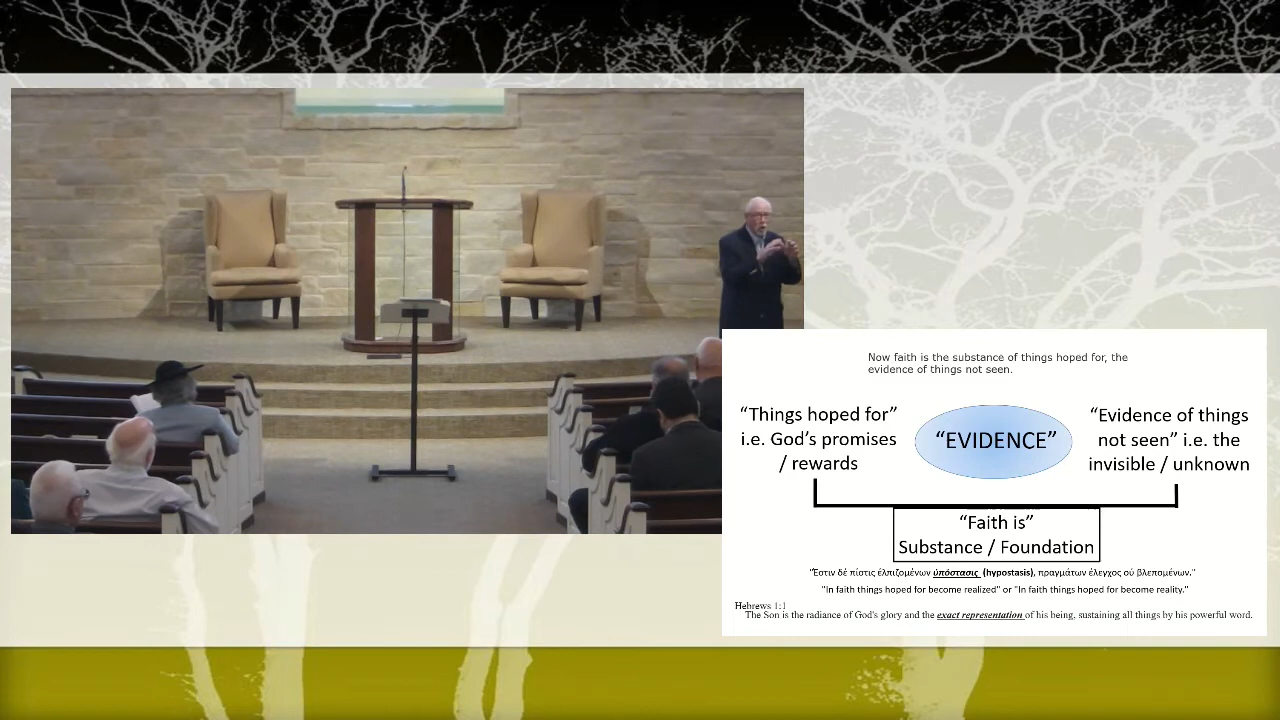 Now faith is the substance of things hoped for, the
evidence of things not seen.
“Things hoped for”
i.e. God’s promises
/ rewards
“EVIDENCE”
“Evidence of things
not seen” i.e. the
invisible / unknown
“Faith is”
Substance / Foundation
"Ἔστιν δὲ πίστις ἐλπιζομένων ὑπόστασις (hypostasis), πραγμάτων ἔλεγχος οὐ βλεπομένων."
"In faith things hoped for become realized" or "In faith things hoped for become reality."
Hebrews 1:1
The Son is the radiance of God's glory and the exact representation of his being, sustaining all things by his powerful word.